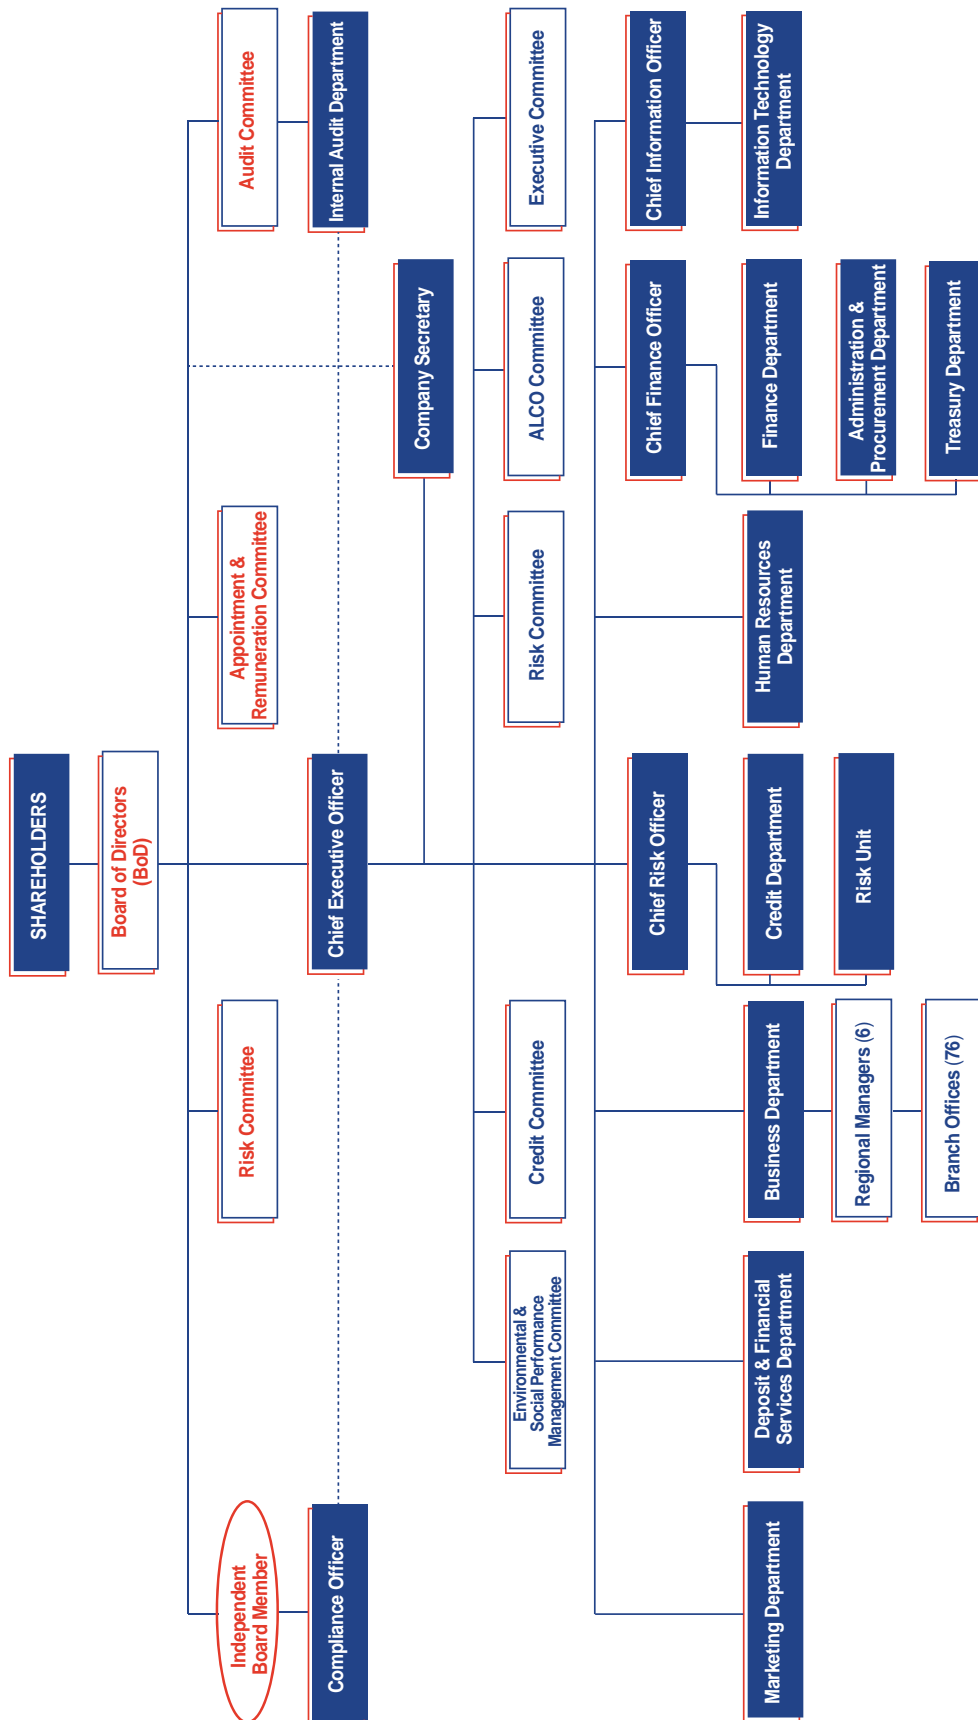 SHAREHOLDERS
Board of Directors
(BoD)
Independent
Board Member
Risk Committee
Appointment &
Remuneration Committee
Audit Committee
Compliance Officer
Chief Executive Officer
Internal Audit Department
Company Secretary
Environmental &
Social Performance
Management Committee
Credit Committee
Risk Committee
ALCO Committee
Executive Committee
Chief Risk Officer
Chief Finance Officer
Chief Information Officer
Marketing Department
Deposit & Financial
Services Department
Business Department
Credit Department
Human Resources
Department
Finance Department
Information Technology
Department
Regional Managers (6)
Risk Unit
Administration &
Procurement Department
Branch Offices (76)
Treasury Department